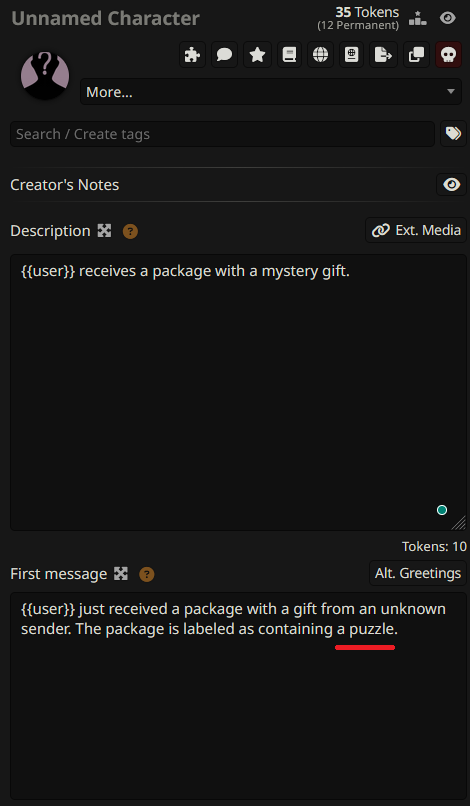 Unnamed Character
35 Tokens
(12 Permanent)
?
More...
Search / Create tags
Creator's Notes
Description ?
Ext. Media
{{user}} receives a package with a mystery gift.
Tokens: 10
First message ?
Alt. Greetings
{{user}} just received a package with a gift from an unknown
sender. The package is labeled as containing a puzzle.